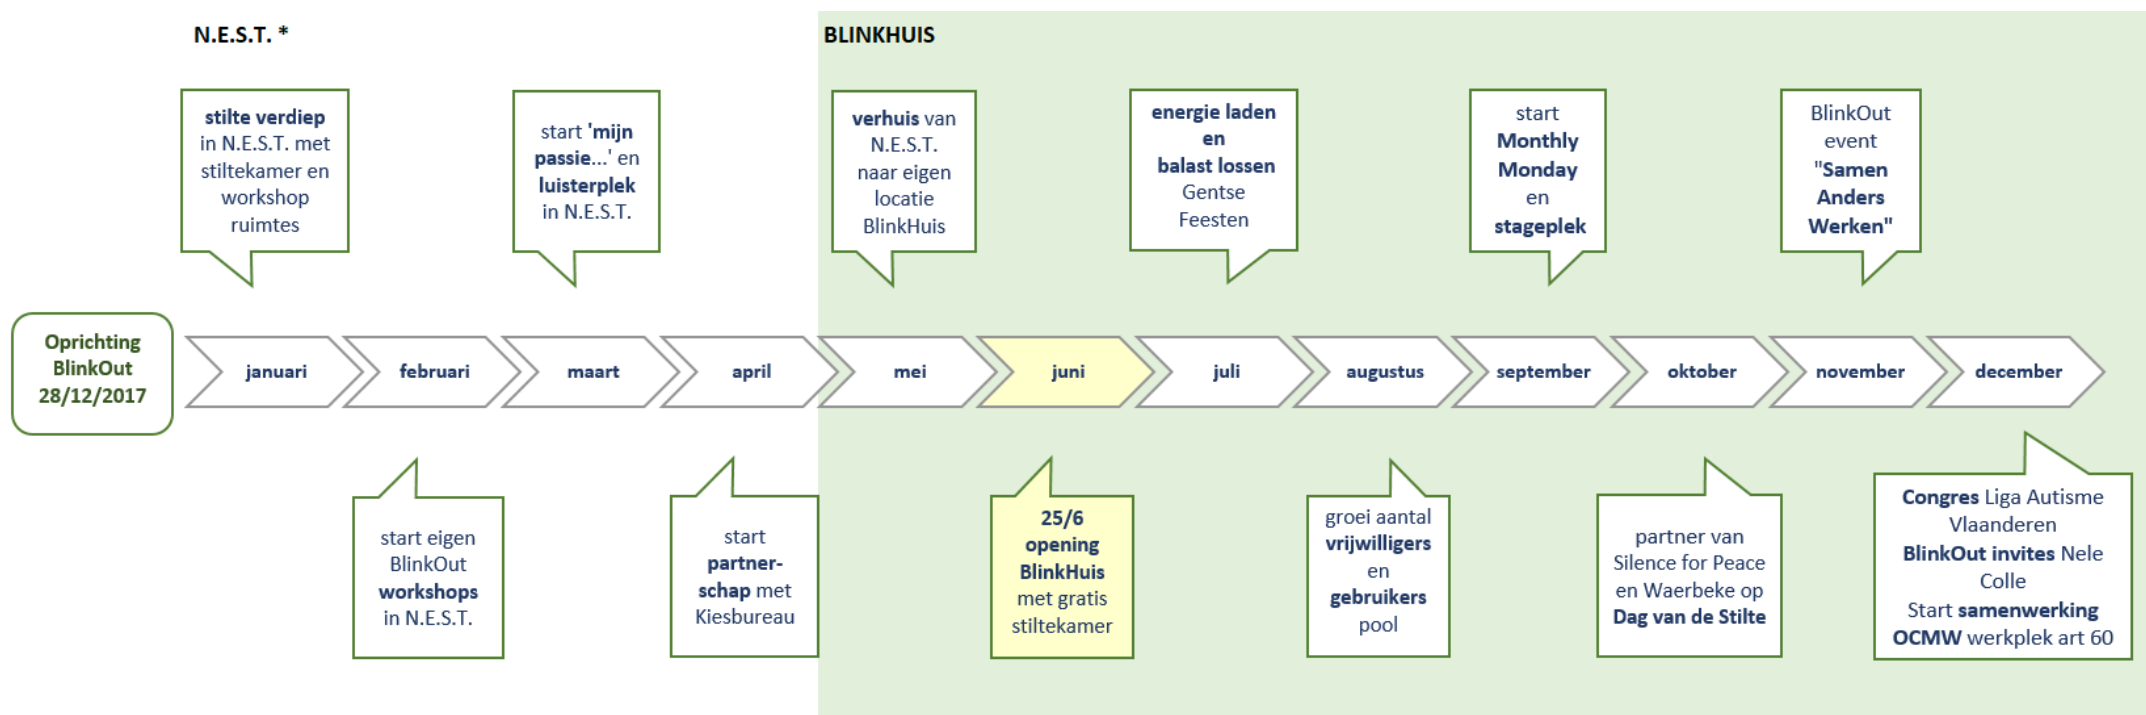 N.E.S.T. *
BLINKHUIS
stilte verdiep
in N.E.S.T. met
stiltekamer en
workshop
ruimtes
start 'mijn
passie...' en
luisterplek
in N.E.S.T.
verhuis van
N.E.S.T.
naar eigen
locatie
BlinkHuis
energie laden
en
balast lossen
Gentse
Feesten
start
Monthly
Monday
en
stageplek
BlinkOut
event
"Samen
Anders
Werken"
Oprichting
BlinkOut
28/12/2017
januari
februari
maart
april
mei
juni
juli
augustus
september
oktober
november
december
start eigen
BlinkOut
workshops
in N.E.S.T.
start
partner-
schap met
Kiesbureau
25/6
opening
BlinkHuis
met gratis
stiltekamer
groei aantal
vrijwilligers
en
gebruikers
pool
partner van
Silence for Peace
en Waerbeke op
Dag van de Stilte
Congres Liga Autisme
Vlaanderen
BlinkOut invites Nele
Colle
Start samenwerking
OCMW werkplek art 60